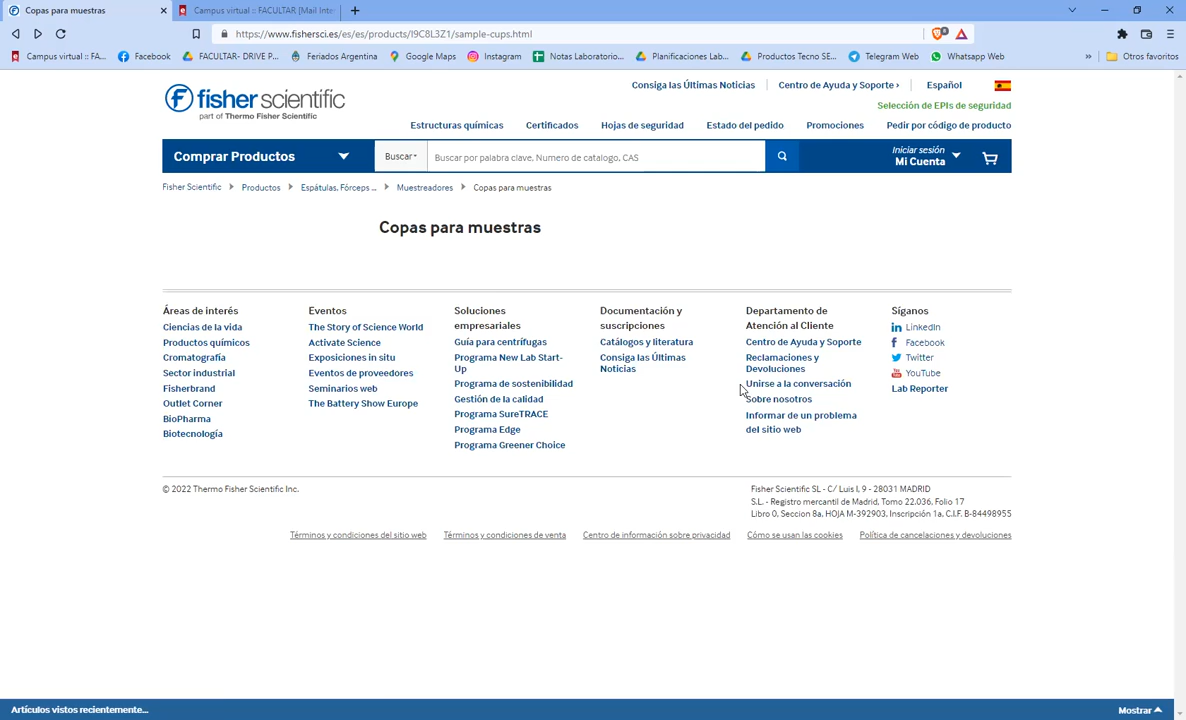 Copas para muestras
Campus virtual :: FACULTAR [Mail Inte
https://www.fishersci.es/es/es/products/I9C8L3Z1/sample-cups.html
8
Campus virtual :: FA...
Facebook
FACULTAR- DRIVE P...
Feriados Argentina
Google Maps
Instagram
Notas Laboratorio...
Planificaciones Lab...
Productos Tecno SE...
Telegram Web
Whatsapp Web
»
Otros favoritos
fisher scientific
part of Thermo Fisher Scientific
Consiga las Últimas Noticias
Centro de Ayuda y Soporte ›
Español
Selección de EPIs de seguridad
Estructuras químicas
Certificados
Hojas de seguridad
Estado del pedido
Promociones
Pedir por código de producto
Comprar Productos
Buscar
Buscar por palabra clave, Numero de catalogo, CAS
Iniciar sesión
Mi Cuenta
Fisher Scientific
Productos
Espátulas, Fórceps ...
Muestreadores
Copas para muestras
Copas para muestras
Áreas de interés
Ciencias de la vida
Productos químicos
Cromatografía
Sector industrial
Fisherbrand
Outlet Corner
BioPharma
Biotecnología
Eventos
The Story of Science World
Activate Science
Exposiciones in situ
Eventos de proveedores
Seminarios web
The Battery Show Europe
Soluciones
empresariales
Guía para centrífugas
Programa New Lab Start-
Up
Programa de sostenibilidad
Gestión de la calidad
Programa SureTRACE
Programa Edge
Programa Greener Choice
Documentación y
suscripciones
Catálogos y literatura
Consiga las Últimas
Noticias
Departamento de
Atención al Cliente
Centro de Ayuda y Soporte
Reclamaciones y
Devoluciones
Unirse a la conversación
Sobre nosotros
Informar de un problema
del sitio web
Síganos
LinkedIn
Facebook
Twitter
YouTube
Lab Reporter
© 2022 Thermo Fisher Scientific Inc.
Fisher Scientific SL - C/ Luis I, 9 - 28031 MADRID
S.L. - Registro mercantil de Madrid, Tomo 22.036, Folio 17
Libro 0, Seccion 8a, HOJA M-392903, Inscripción 1a, C.I.F. B-84498955
Términos y condiciones del sitio web
Términos y condiciones de venta
Centro de información sobre privacidad
Cómo se usan las cookies
Política de cancelaciones y devoluciones
Artículos vistos recientemente...
Mostrar